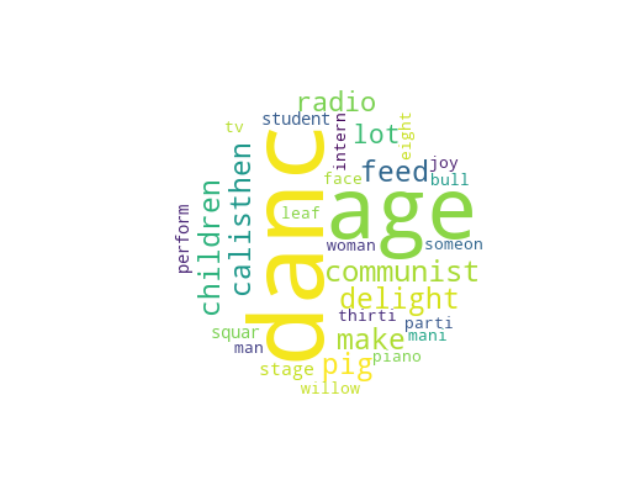 radio
student
tv
intern
lot
eight
danc
calisthen
children
perform
face
feed
joy
bull
leaf
age
woman
someon
communist
delight
thirti
parti
squar
man
make
mani
stage
pig
piano
willow